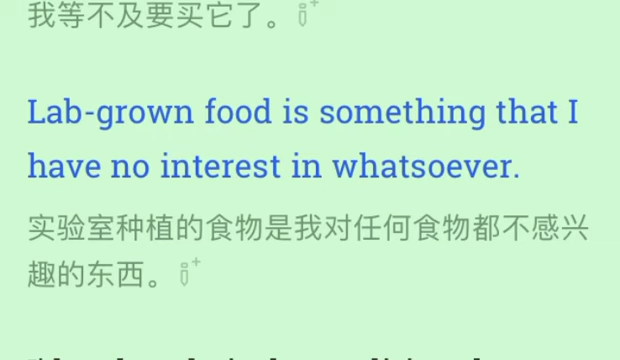 我等不及要买它了。
Lab-grown food is something that I
have no interest in whatsoever.
实验室种植的食物是我对任何食物都不感兴
趣的东西。